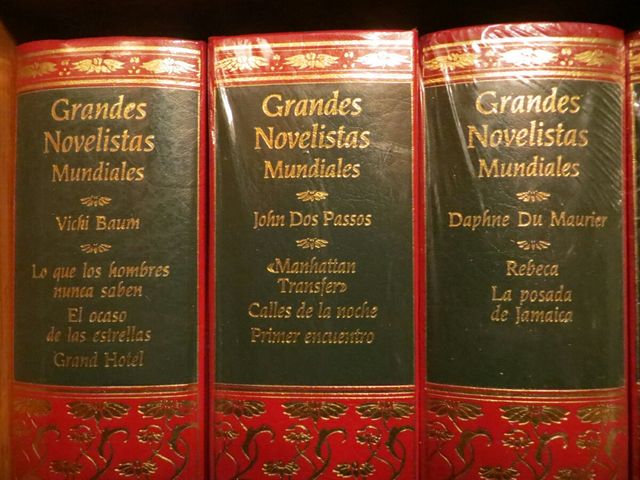 Grandes
Novelistas
Mundiales
Vicki Baum
Lo que los hombres
nunca saben
El ocaso
de las estrellas
Grand Hotel
Grandes
Novelistas
Mundiales
John Dos Passos
«Manhattan
Transfer»
Calles de la noche
Primer encuentro
Grandes
Novelistas
Mundiales
Daphne Du Maurier
Rebeca
La posada
de Jamaica